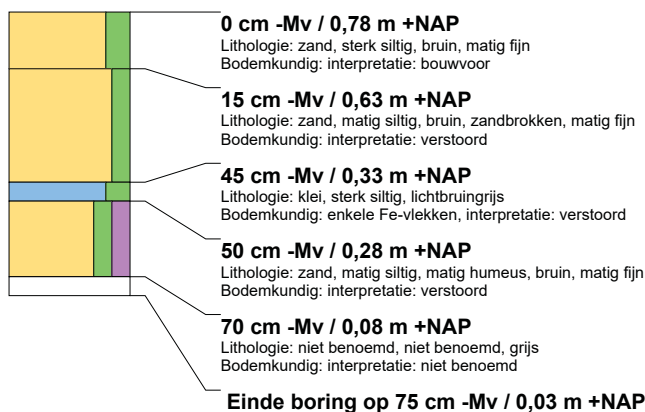 0 cm -Mv / 0,78 m +NAP
Lithologie: zand, sterk siltig, bruin, matig fijn
Bodemkundig: interpretatie: bouwvoor
15 cm -Mv / 0,63 m +NAP
Lithologie: zand, matig siltig, bruin, zandbrokken, matig fijn
Bodemkundig: interpretatie: verstoord
45 cm -Mv / 0,33 m +NAP
Lithologie: klei, sterk siltig, lichtbruingrijs
Bodemkundig: enkele Fe-vlekken, interpretatie: verstoord
50 cm -Mv / 0,28 m +NAP
Lithologie: zand, matig siltig, matig humeus, bruin, matig fijn
Bodemkundig: interpretatie: verstoord
70 cm -Mv / 0,08 m +NAP
Lithologie: niet benoemd, niet benoemd, grijs
Bodemkundig: interpretatie: niet benoemd
Einde boring op 75 cm -Mv / 0,03 m +NAP